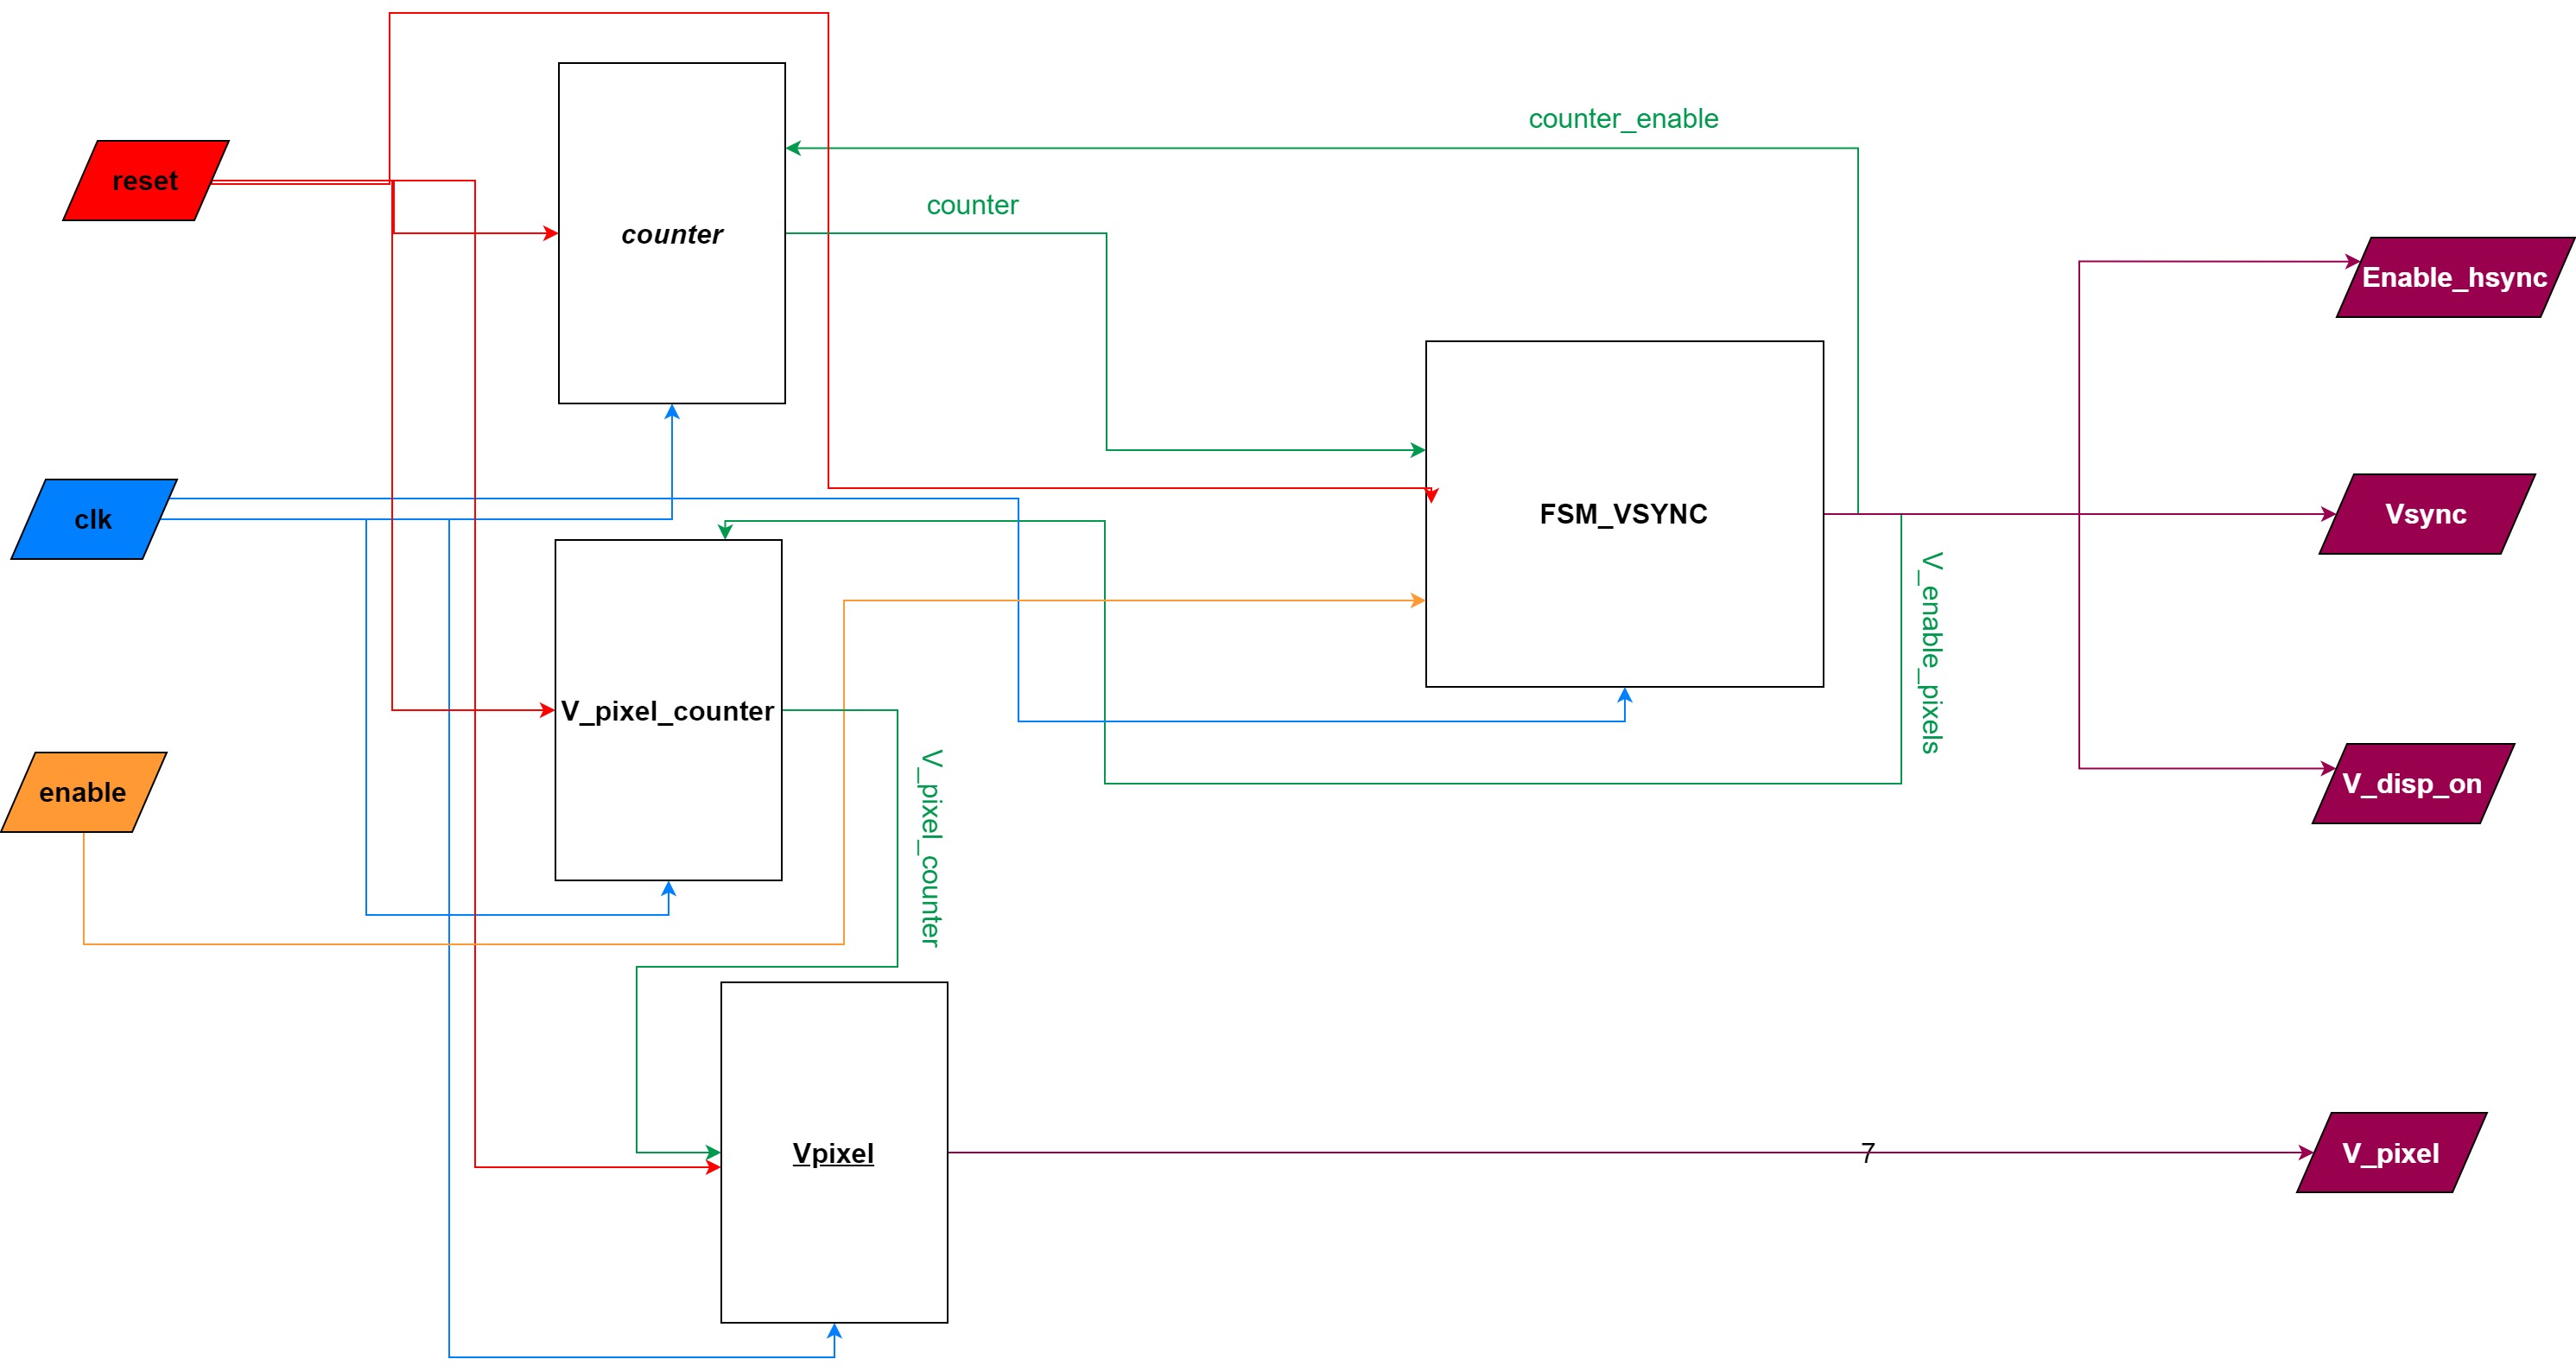 counter_enable
reset
counter
counter
Enable_hsync
clk
FSM_VSYNC
Vsync
V_enable_pixels
V_pixel_counter
enable
V_disp_on
V_pixel_counter
Vpixel
7
V_pixel